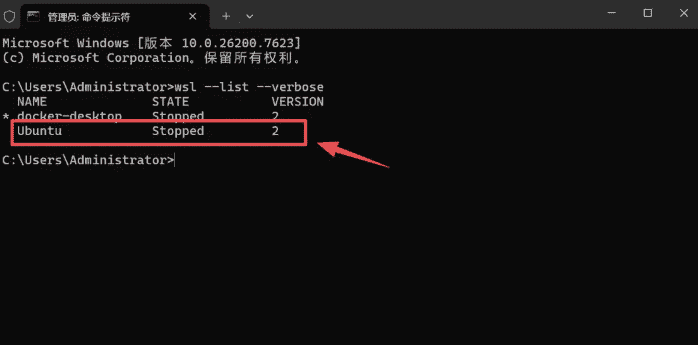 管理员: 命令提示符
Microsoft Windows [版本 10.0.26200.7623]
(c) Microsoft Corporation。保留所有权利。
C:\Users\Administrator>wsl --list --verbose
NAME STATE VERSION
* docker-desktop Stopped 2
Ubuntu Stopped 2
C:\Users\Administrator>